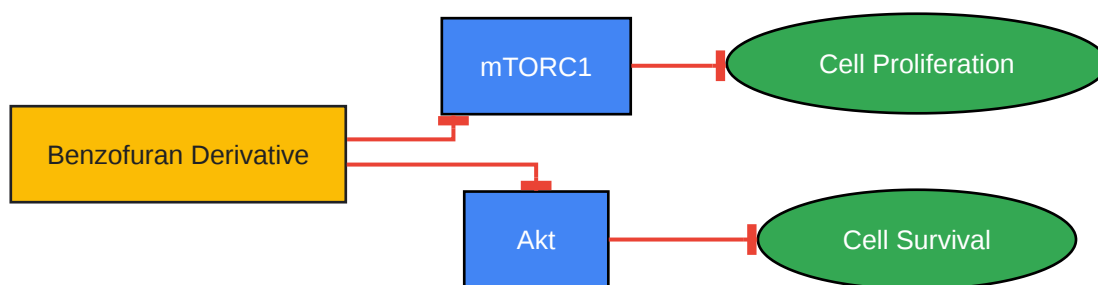 mTORC1
Cell Proliferation
Benzofuran Derivative
Akt
Cell Survival